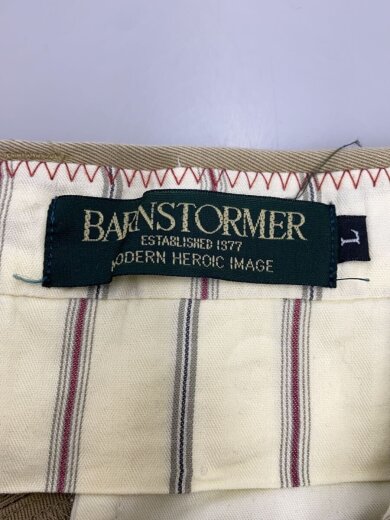 BARNSTORMER
ESTABLISHED 1977
MODERN HEROIC IMAGE
L